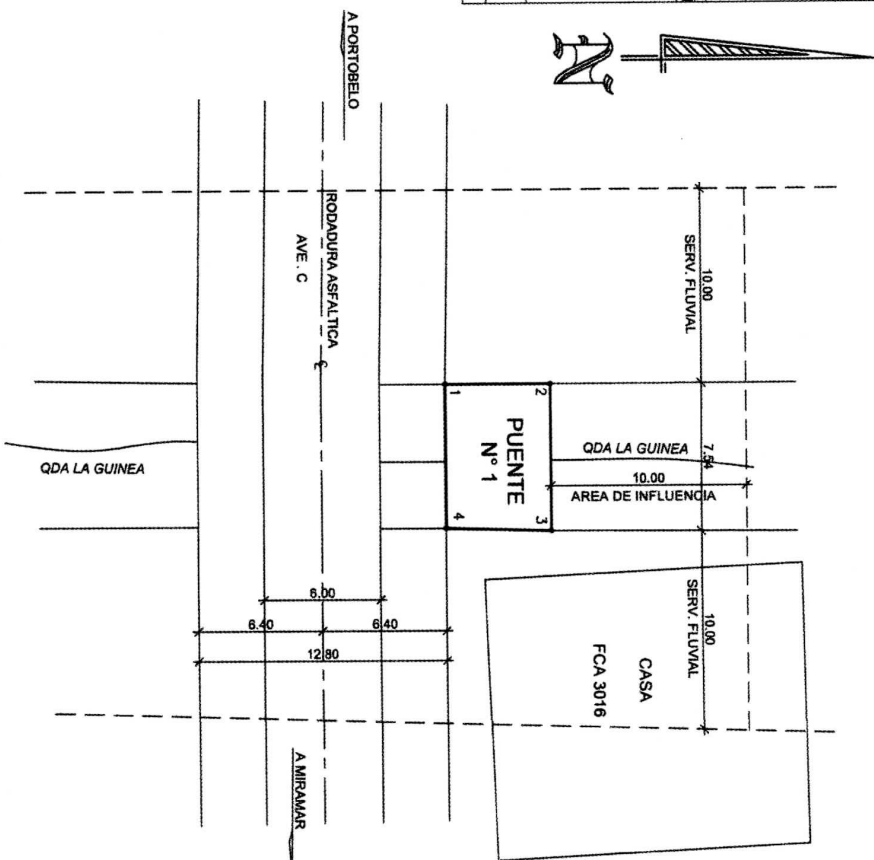 N
A PORTOBELO
RODADURA ASFALTICA
AVE. C
℄
10.00
SERV. FLUVIAL
1
2
PUENTE
N° 1
4
3
QDA LA GUINEA
QDA LA GUINEA
7.54
10.00
AREA DE INFLUENCIA
6.00
6.40
6.40
12.80
10.00
SERV. FLUVIAL
CASA
FCA 3016
A MIRAMAR